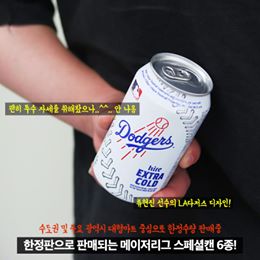 괜히 투수 자세를 취해봤으나..^^.. 안 나옴
Dodgers
hite
EXTRA
COLD
류현진 선수의 LA다저스 디자인!
수도권 및 주요 광역시 대형마트 중심으로 한정수량 판매중
한정판으로 판매되는 메이저리그 스페셜캔 6종!